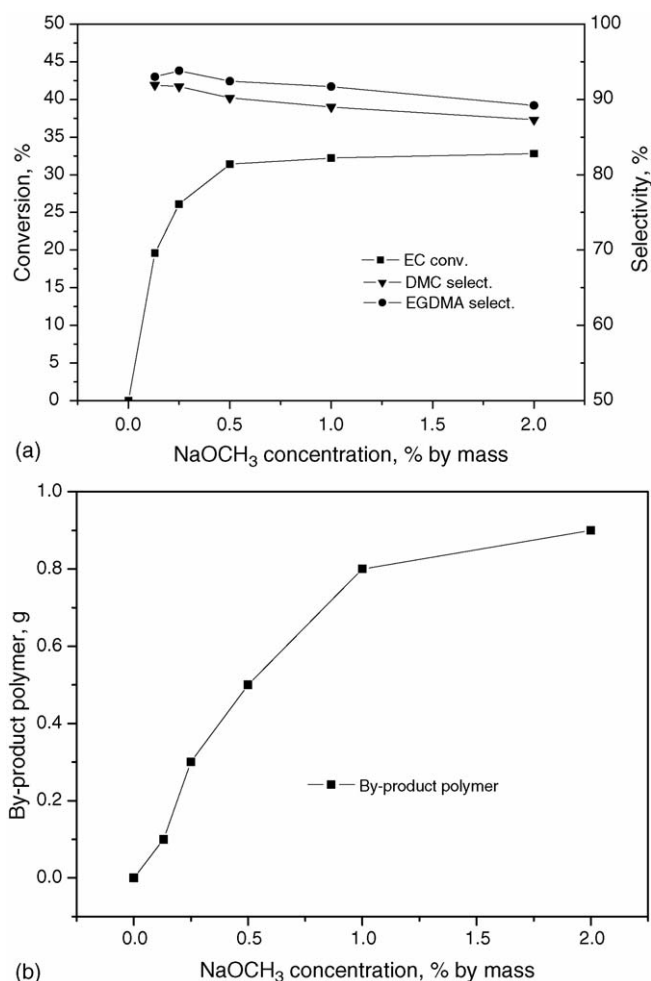 50
45
40
35
30
25
20
15
10
5
0
Conversion, %
100
90
80
70
60
50
Selectivity, %
EC conv.
DMC select.
EGDMA select.
0.0 0.5 1.0 1.5 2.0
(a)
NaOCH₃ concentration, % by mass
1.0
0.8
0.6
0.4
0.2
0.0
By-product polymer, g
By-product polymer
0.0 0.5 1.0 1.5 2.0
(b)
NaOCH₃ concentration, % by mass